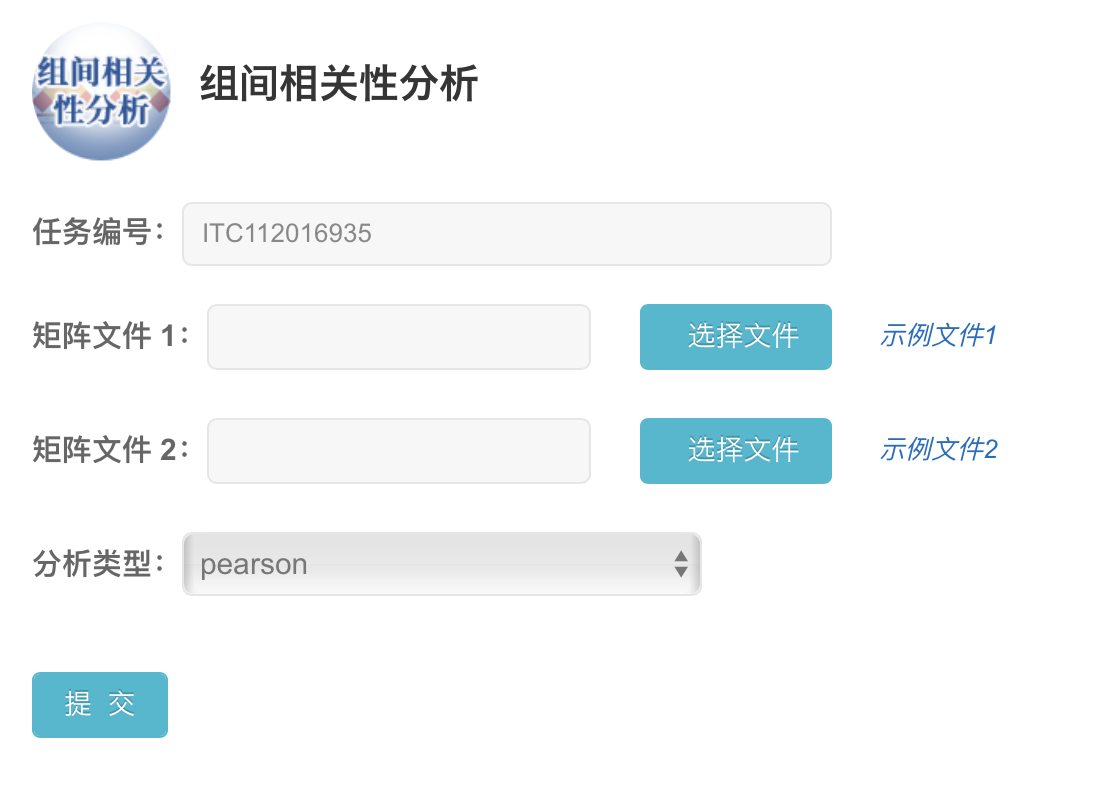 组间相关
性分析
组间相关性分析
任务编号：
ITC112016935
矩阵文件 1：
选择文件
示例文件1
矩阵文件 2：
选择文件
示例文件2
分析类型：
pearson
提 交